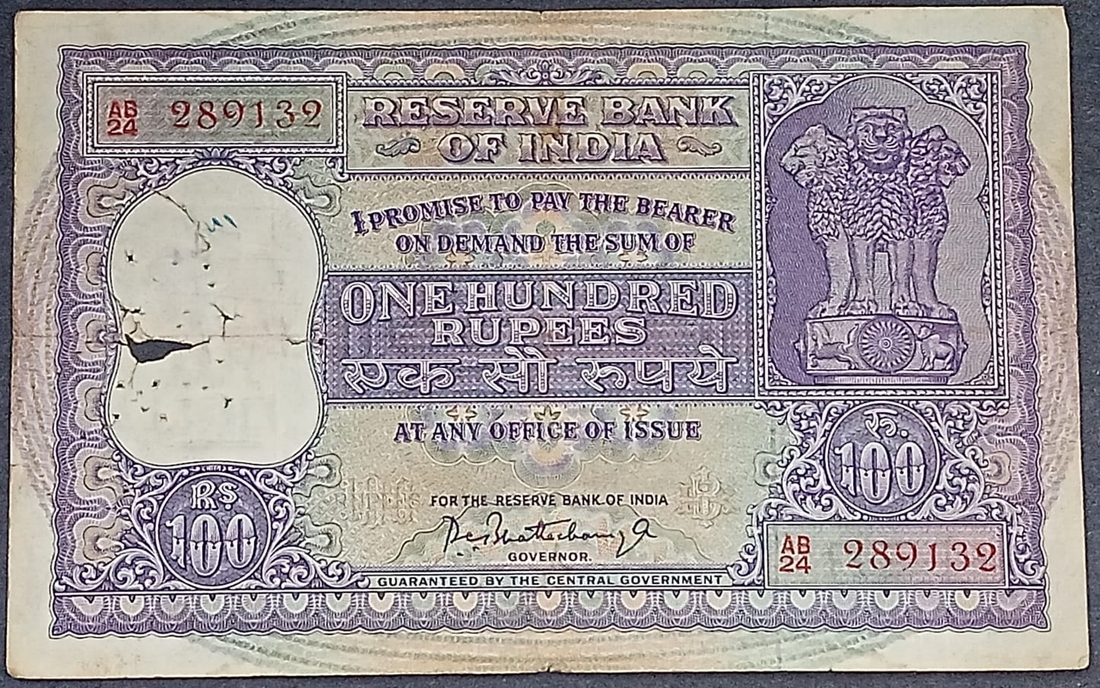 AB
24 289132
RESERVE BANK
OF INDIA
I PROMISE TO PAY THE BEARER
ON DEMAND THE SUM OF
ONE HUNDRED
RUPEES
एक सौ रूपये
AT ANY OFFICE OF ISSUE
RS
100
रु.
100
FOR THE RESERVE BANK OF INDIA
GOVERNOR.
GUARANTEED BY THE CENTRAL GOVERNMENT
AB
24 289132